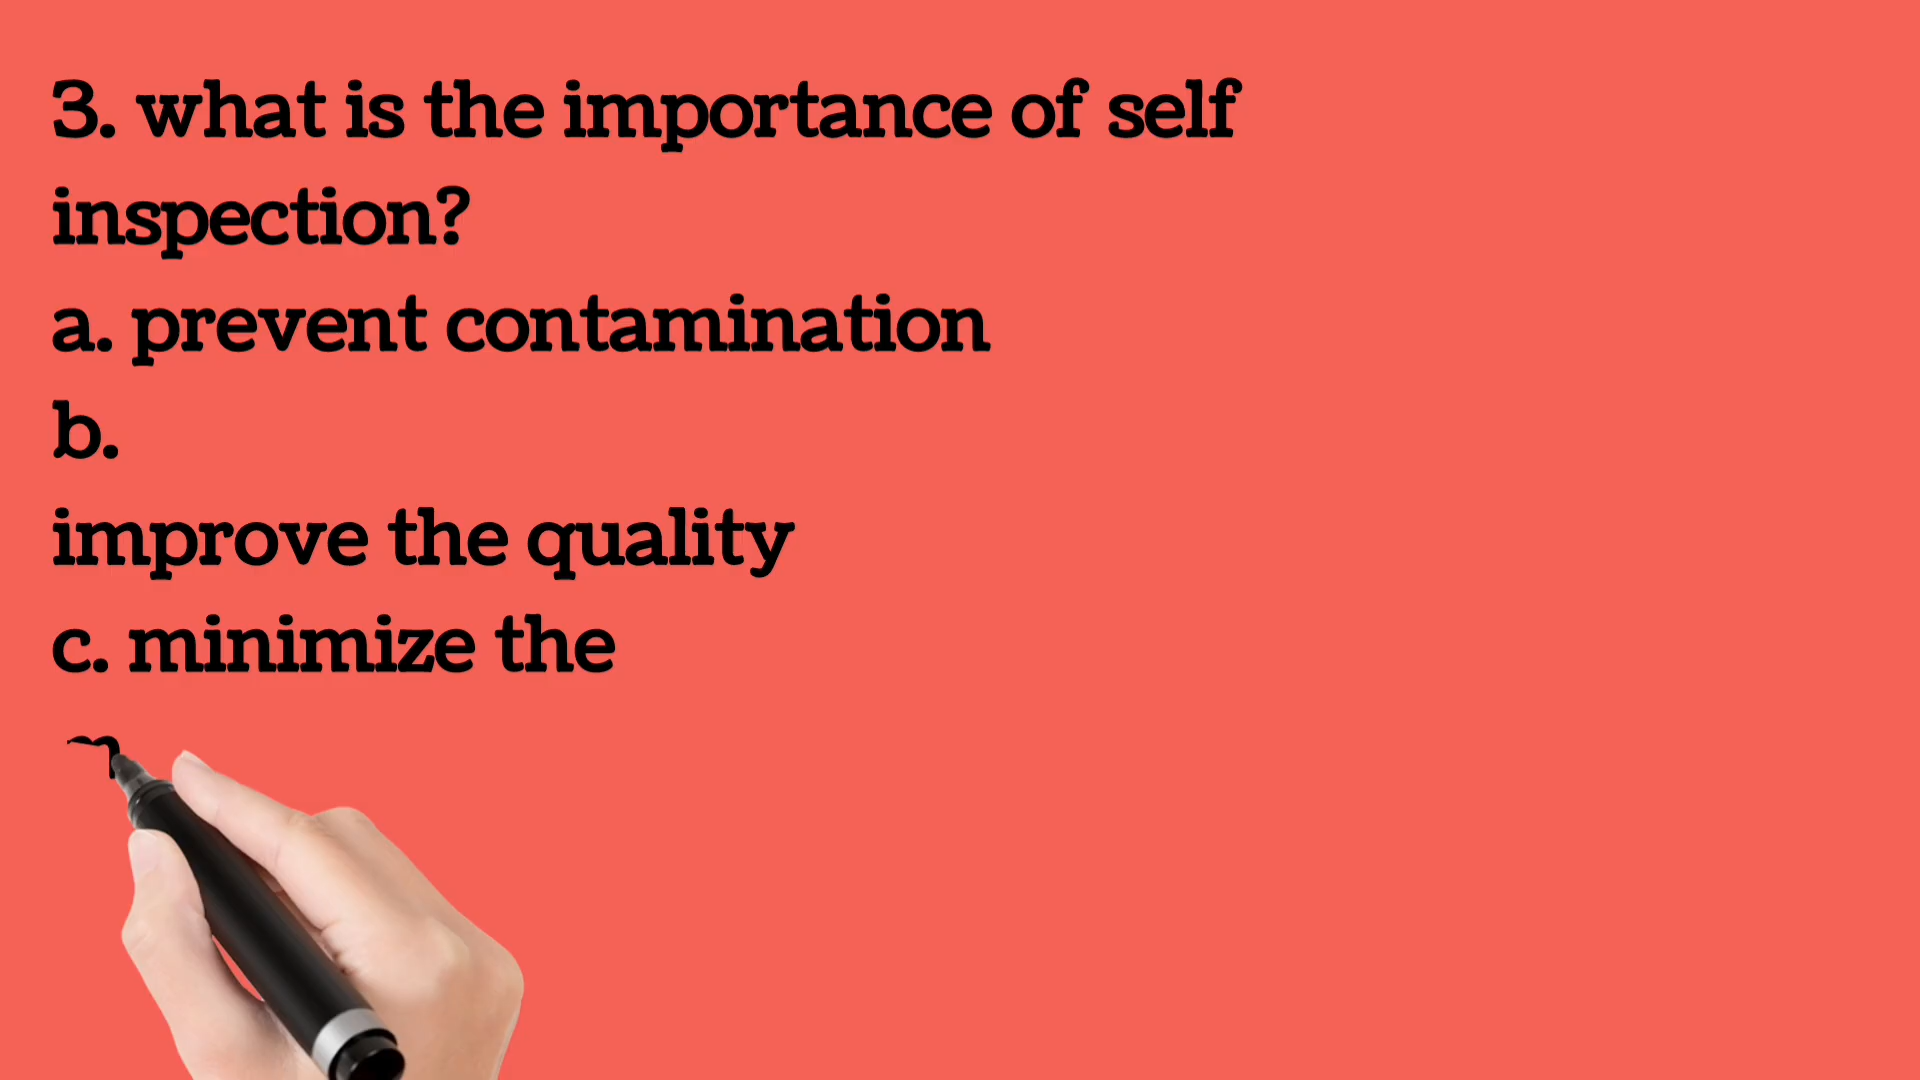 3. what is the importance of self
inspection?
a. prevent contamination
b.
improve the quality
c. minimize the